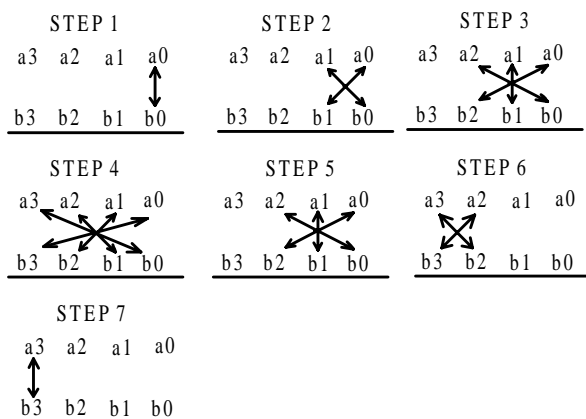 STEP 1
a3 a2 a1 a0
b3 b2 b1 b0
STEP 2
a3 a2 a1 a0
b3 b2 b1 b0
STEP 3
a3 a2 a1 a0
b3 b2 b1 b0
STEP 4
a3 a2 a1 a0
b3 b2 b1 b0
STEP 5
a3 a2 a1 a0
b3 b2 b1 b0
STEP 6
a3 a2 a1 a0
b3 b2 b1 b0
STEP 7
a3 a2 a1 a0
b3 b2 b1 b0